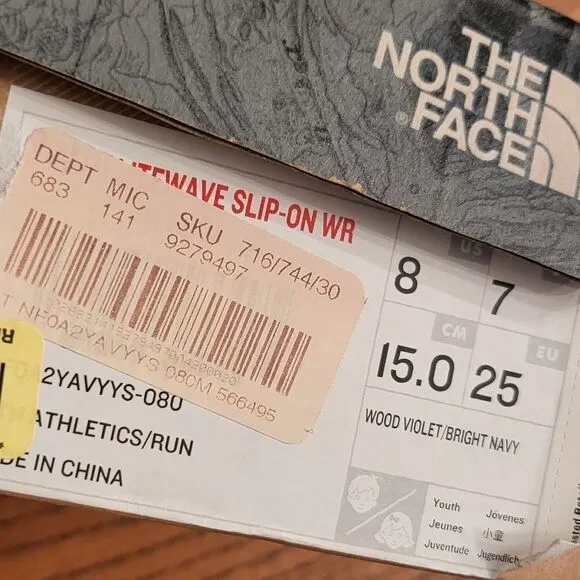 THE
NORTH
FACE
LITEWAVE SLIP-ON WR
DEPT MIC SKU 716/744/30
683 141 9279497
NF0A2YAVYYS 08CM 566495
2YAVYYS-080
ATHLETICS/RUN
DE IN CHINA
US
8 7
CM EU
15.0 25
WOOD VIOLET/BRIGHT NAVY
Youth Jóvenes
Jeunes 小童
Juventude Jugendlich